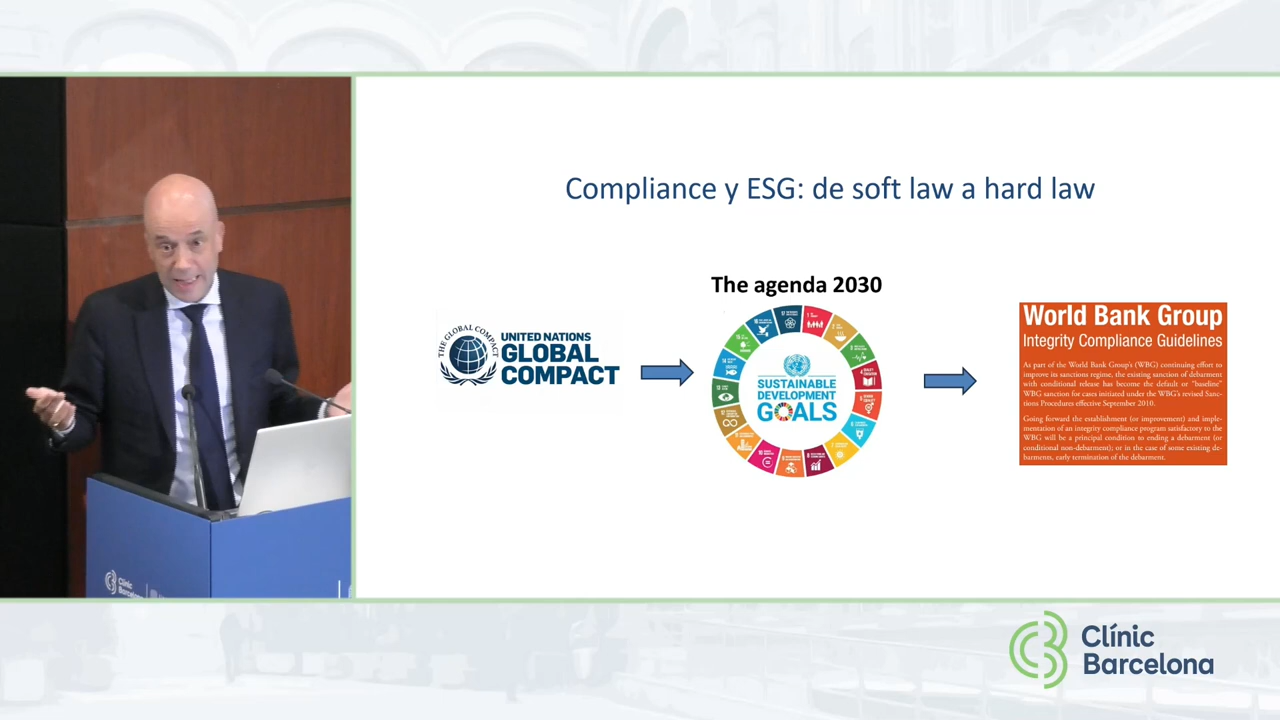 Compliance y ESG: de soft law a hard law
The agenda 2030
THE GLOBAL COMPACT
UNITED NATIONS
GLOBAL
COMPACT
SUSTAINABLE
DEVELOPMENT
GOALS
World Bank Group
Integrity Compliance Guidelines
As part of the World Bank Group's (WBG) continuing effort to
improve its sanctions regime, the existing sanction of debarment
with conditional release has become the default or "baseline"
WBG sanction for cases initiated under the WBG's revised Sanc-
tions Procedures effective September 2010.
Going forward the establishment (or improvement) and imple-
mentation of an integrity compliance program satisfactory to the
WBG will be a principal condition to ending a debarment (or
conditional non-debarment); or in the case of some existing de-
barments, early termination of the debarment.
Clínic
Barcelona
Clínic
Barcelona